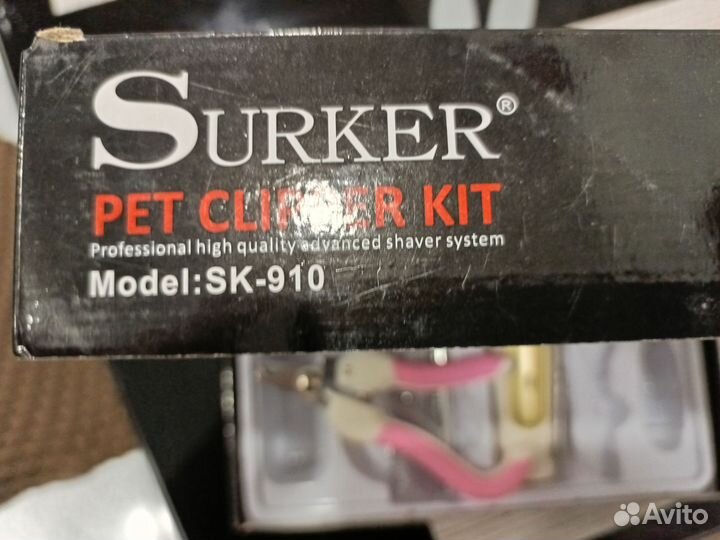 SURKER®
PET CLIPPER KIT
Professional high quality advanced shaver system
Model:SK-910
Avito